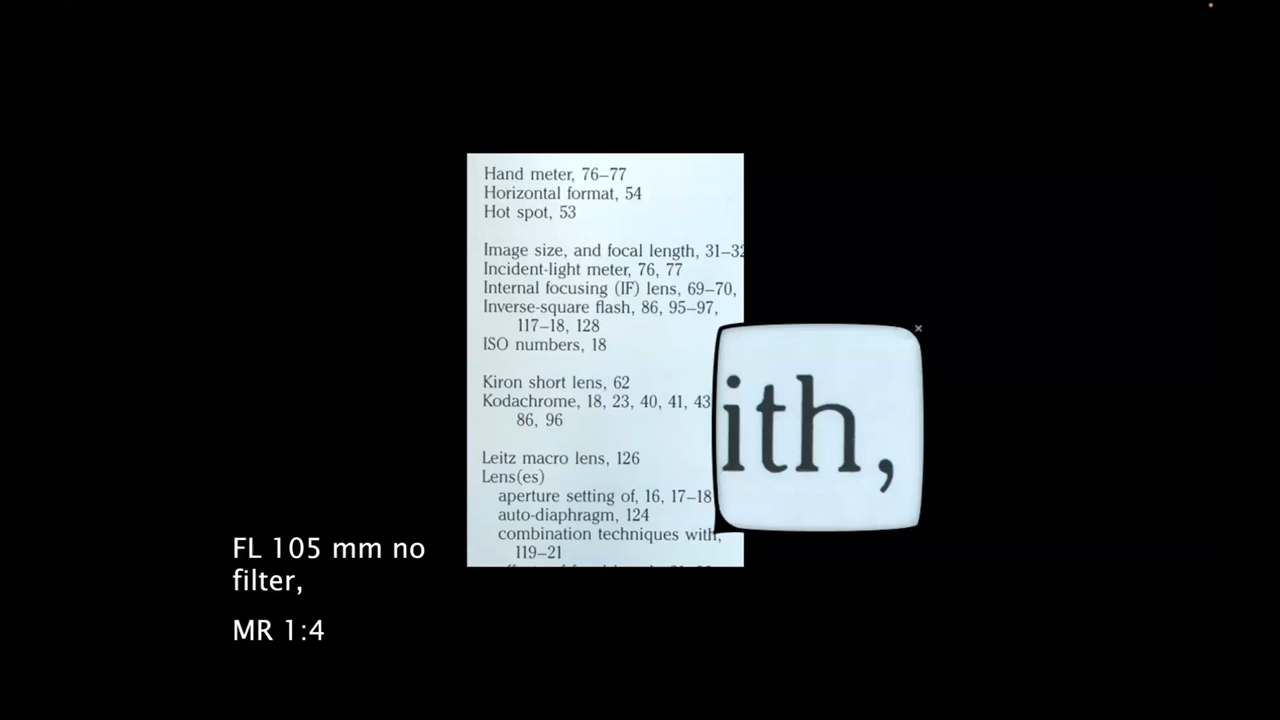 Hand meter, 76–77
Horizontal format, 54
Hot spot, 53
Image size, and focal length, 31–32
Incident-light meter, 76, 77
Internal focusing (IF) lens, 69–70,
Inverse-square flash, 86, 95–97,
117–18, 128
ISO numbers, 18
Kiron short lens, 62
Kodachrome, 18, 23, 40, 41, 43
86, 96
Leitz macro lens, 126
Lens(es)
aperture setting of, 16, 17–18
auto-diaphragm, 124
combination techniques with,
119–21
ith,
FL 105 mm no
filter,
MR 1:4